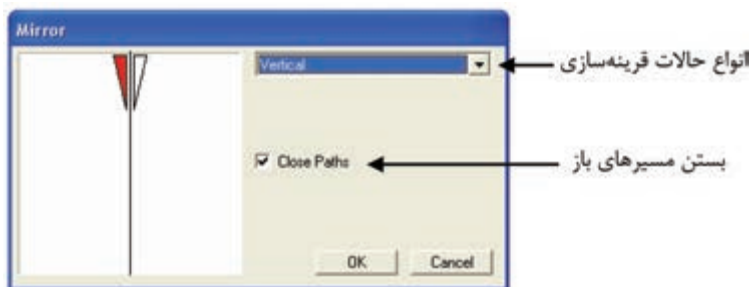 Mirror
Vertical
انواع حالات قرینه‌سازی
Close Paths
بستن مسیرهای باز
OK
Cancel